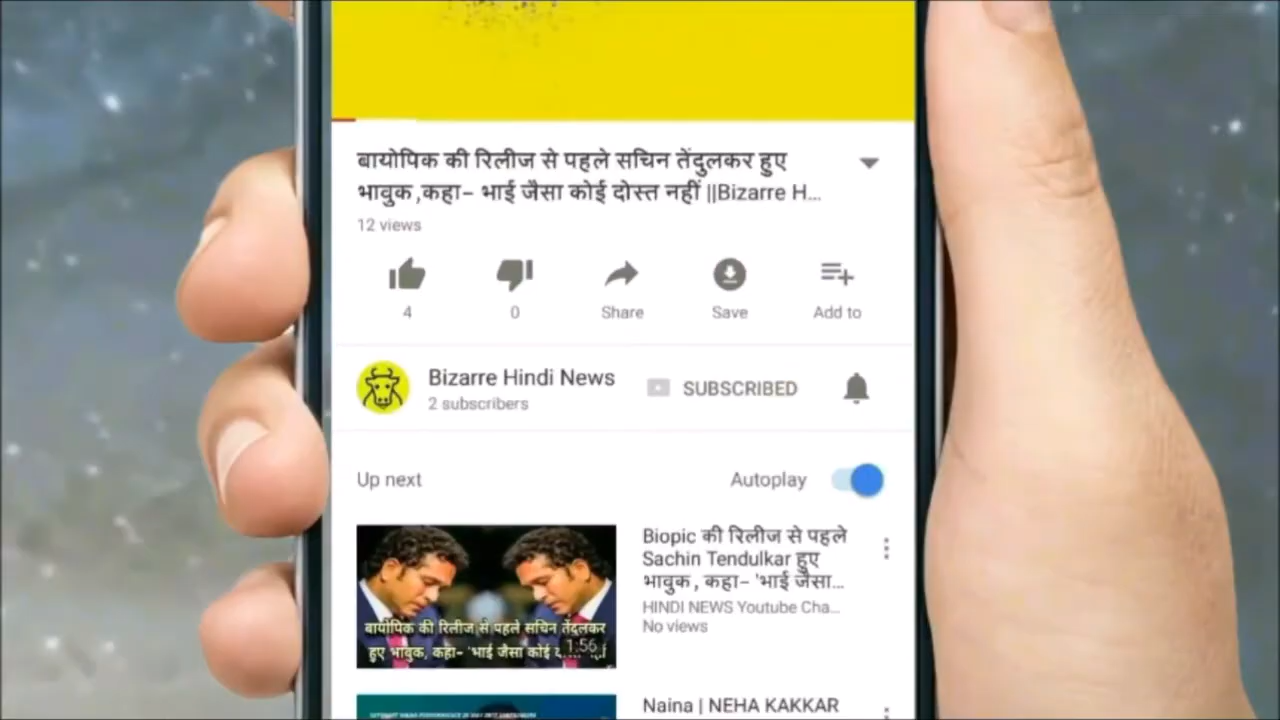 बायोपिक की रिलीज से पहले सचिन तेंदुलकर हुए
भावुक,कहा– भाई जैसा कोई दोस्त नहीं ||Bizarre H...
12 views
4
0
Share
Save
Add to
Bizarre Hindi News
2 subscribers
SUBSCRIBED
Up next
Autoplay
बायोपिक की रिलीज से पहले सचिन तेंदुलकर
हुए भावुक, कहा– 'भाई जैसा कोई
1:56
Biopic की रिलीज से पहले
Sachin Tendulkar हुए
भावुक, कहा– 'भाई जैसा...
HINDI NEWS Youtube Cha...
No views
Naina | NEHA KAKKAR